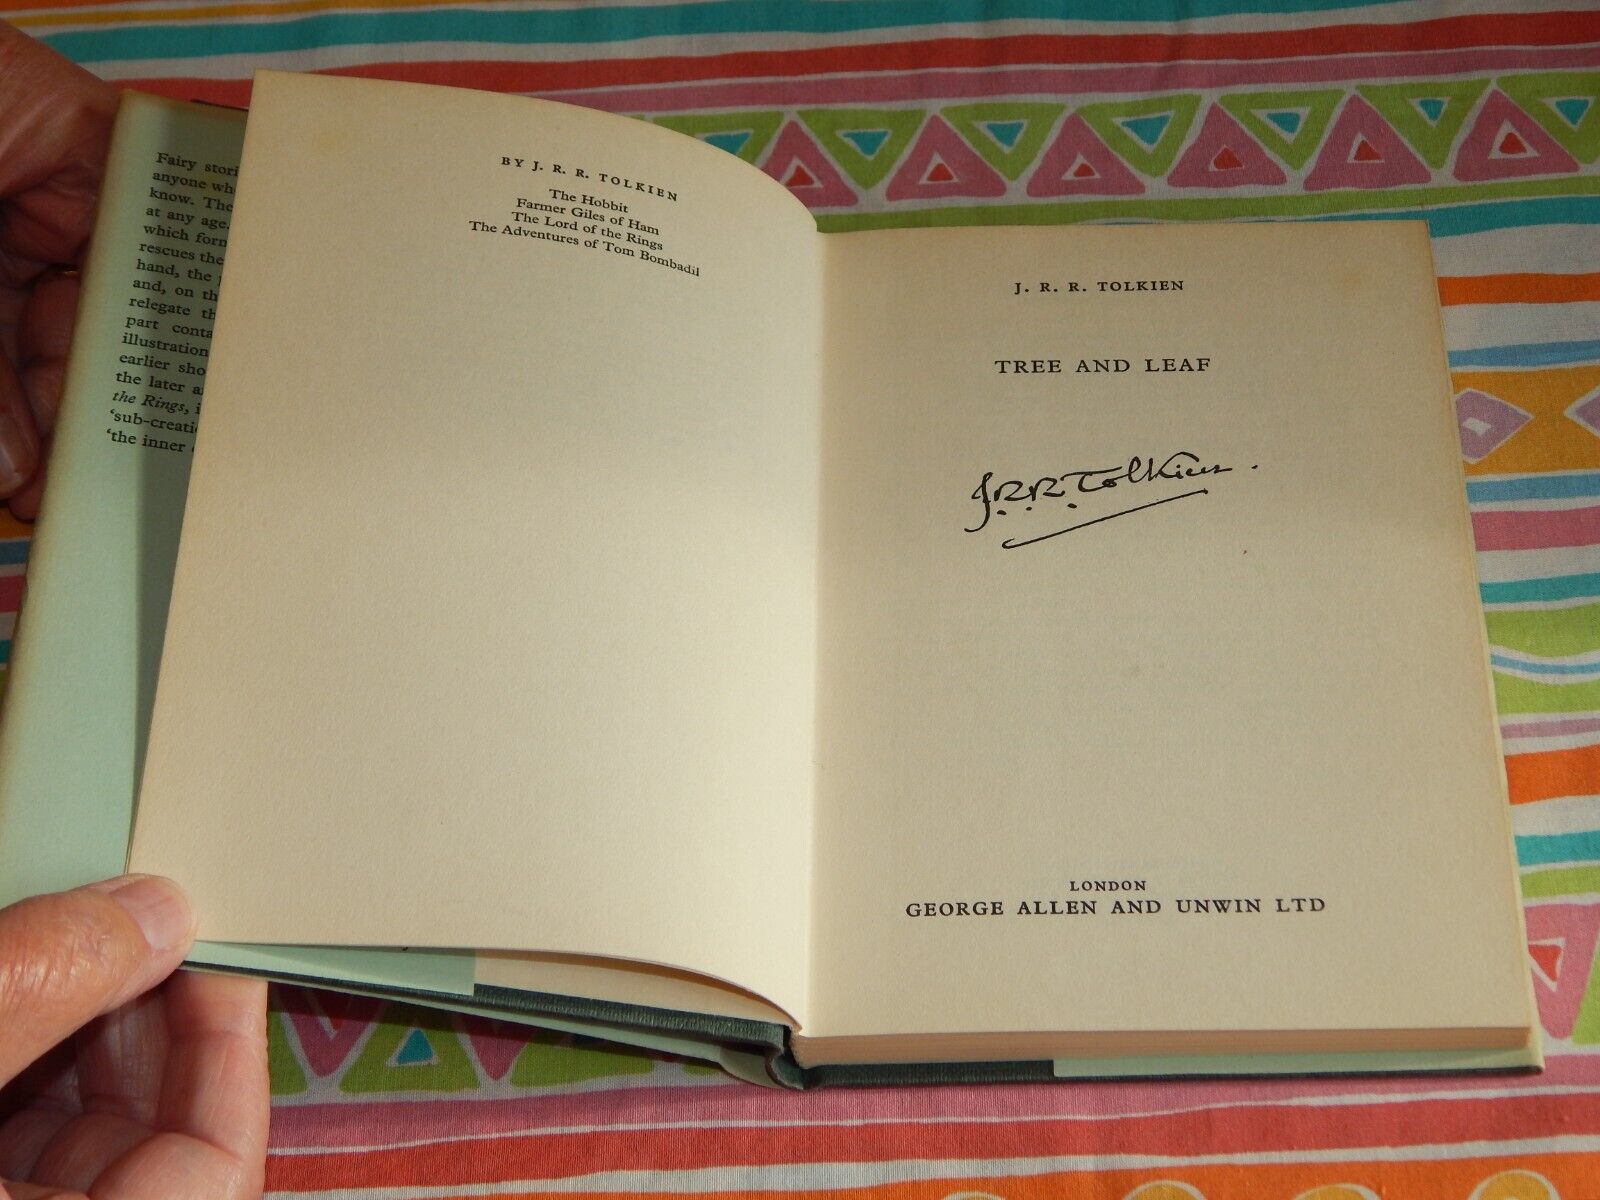 Fairy stori
anyone wh
know. The
at any age.
which form
rescues the
hand, the
and, on th
relegate th
part conta
illustration
earlier sho
the later a
the Rings, i
'sub-creati
'the inner
BY J. R. R. TOLKIEN
The Hobbit
Farmer Giles of Ham
The Lord of the Rings
The Adventures of Tom Bombadil
J. R. R. TOLKIEN
TREE AND LEAF
J.R.R. Tolkien.
LONDON
GEORGE ALLEN AND UNWIN LTD